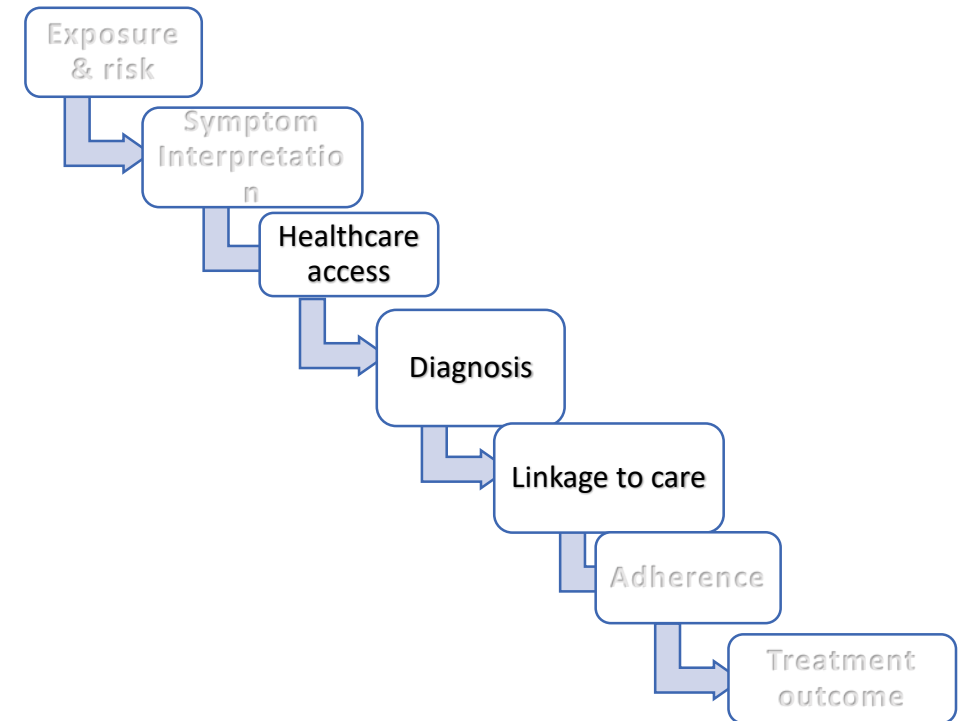 Exposure
& risk
Symptom
Interpretatio
n
Healthcare
access
Diagnosis
Linkage to care
Adherence
Treatment
outcome